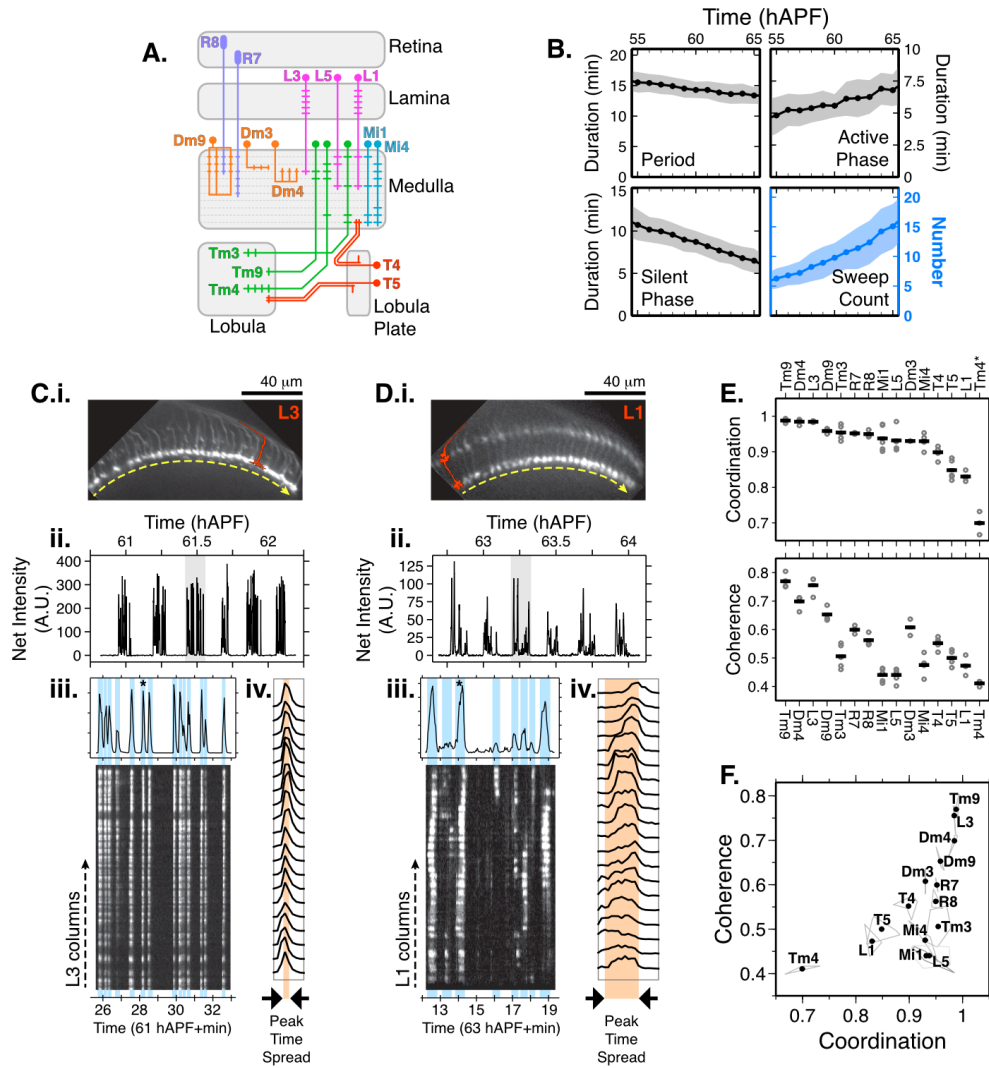 A.
R8
R7
Retina
L3 L5 L1
Lamina
Dm9
Dm3
Dm4
Mi1
Mi4
Medulla
Tm3
Tm9
Tm4
T4
T5
Lobula
Lobula
Plate
B.
Time (hAPF)
55 65 55 65
Duration (min)
20
15
10
5
0
Period
10
5
0
Duration (min)
Active
Phase
Duration (min)
15
10
5
0
Silent
Phase
20
15
10
5
0
Number
Sweep
Count
C.i.
40 μm
L3
ii.
Time (hAPF)
61 61.5 62
Net Intensity
(A.U.)
400
300
200
100
0
iii.
*
L3 columns
26 28 30 32
Time (61 hAPF+min)
iv.
Peak
Time
Spread
D.i.
40 μm
L1
ii.
Time (hAPF)
63 63.5 64
Net Intensity
(A.U.)
125
100
75
50
25
0
iii.
*
L1 columns
13 15 17 19
Time (63 hAPF+min)
iv.
Peak
Time
Spread
E.
Tm9 Dm4 L3 Dm9 Tm3 R7 R8 Mi1 L5 Dm3 Mi4 T4 T5 L1 Tm4*
Coordination
1
0.9
0.8
0.7
Coherence
0.8
0.7
0.6
0.5
0.4
Tm9 Dm4 L3 Dm9 Tm3 R7 R8 Mi1 L5 Dm3 Mi4 T4 T5 L1 Tm4
F.
Coherence
0.8
0.7
0.6
0.5
0.4
Tm9
L3
Dm4
Dm9
Dm3
R7
R8
T4
T5
Mi4
Tm3
L1
Mi1
L5
Tm4
0.7 0.8 0.9 1
Coordination